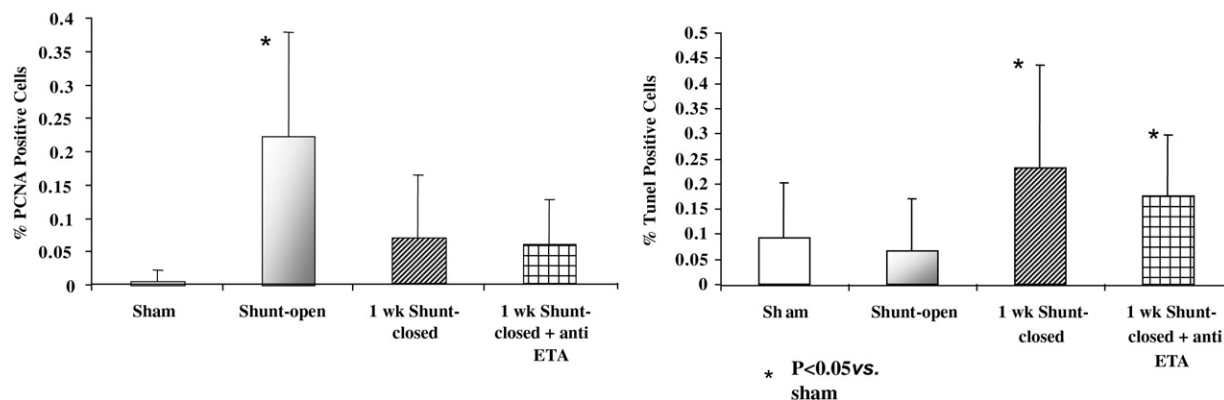 % PCNA Positive Cells
0.4
0.35
0.3
0.25
0.2
0.15
0.1
0.05
0
*
Sham
Shunt-open
1 wk Shunt-
closed
1 wk Shunt-
closed + anti
ETA
% Tunel Positive Cells
0.5
0.45
0.4
0.35
0.3
0.25
0.2
0.15
0.1
0.05
0
*
*
Sham
Shunt-open
1 wk Shunt-
closed
1 wk Shunt-
closed + anti
ETA
* P<0.05vs.
sham